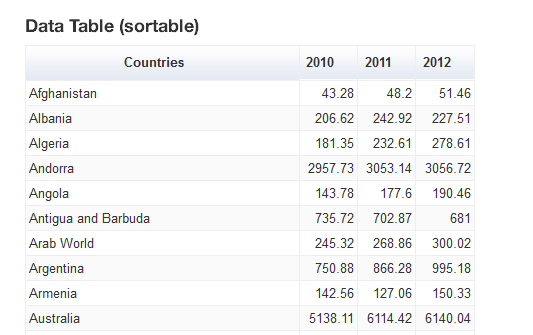 Data Table (sortable)
Countries 2010 2011 2012
Afghanistan 43.28 48.2 51.46
Albania 206.62 242.92 227.51
Algeria 181.35 232.61 278.61
Andorra 2957.73 3053.14 3056.72
Angola 143.78 177.6 190.46
Antigua and Barbuda 735.72 702.87 681
Arab World 245.32 268.86 300.02
Argentina 750.88 866.28 995.18
Armenia 142.56 127.06 150.33
Australia 5138.11 6114.42 6140.04